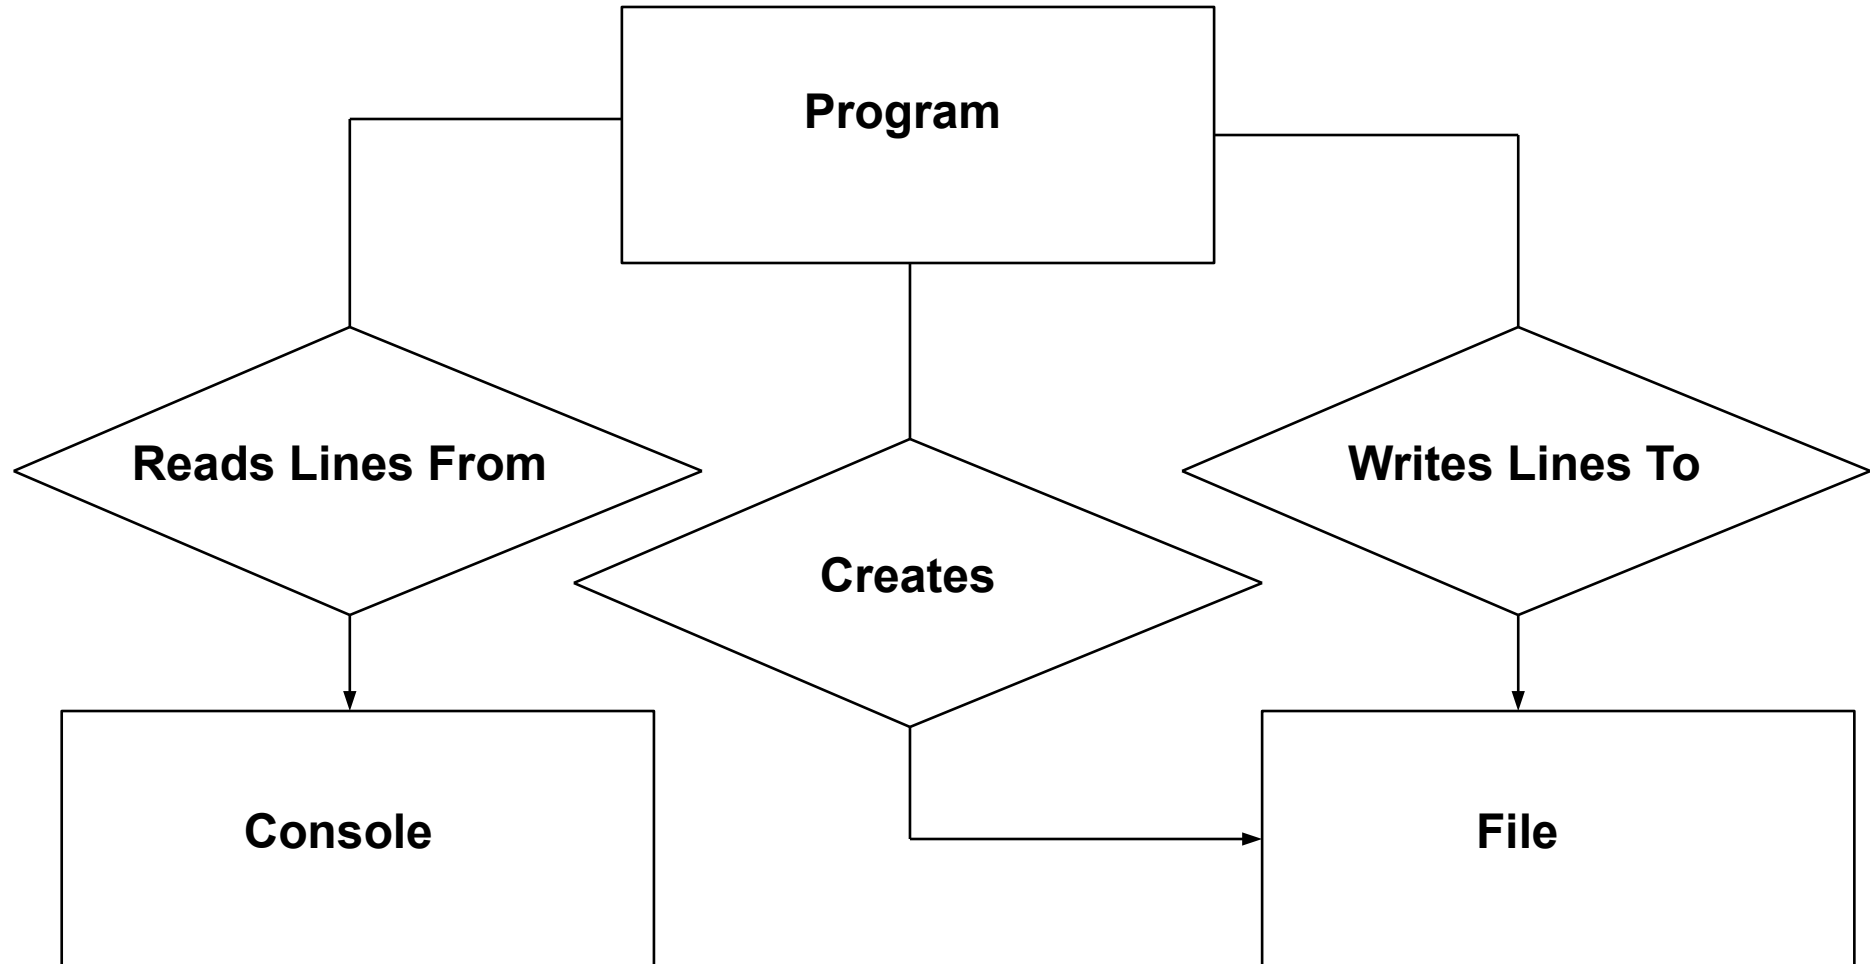 Program
Reads Lines From
Writes Lines To
Creates
Console
File